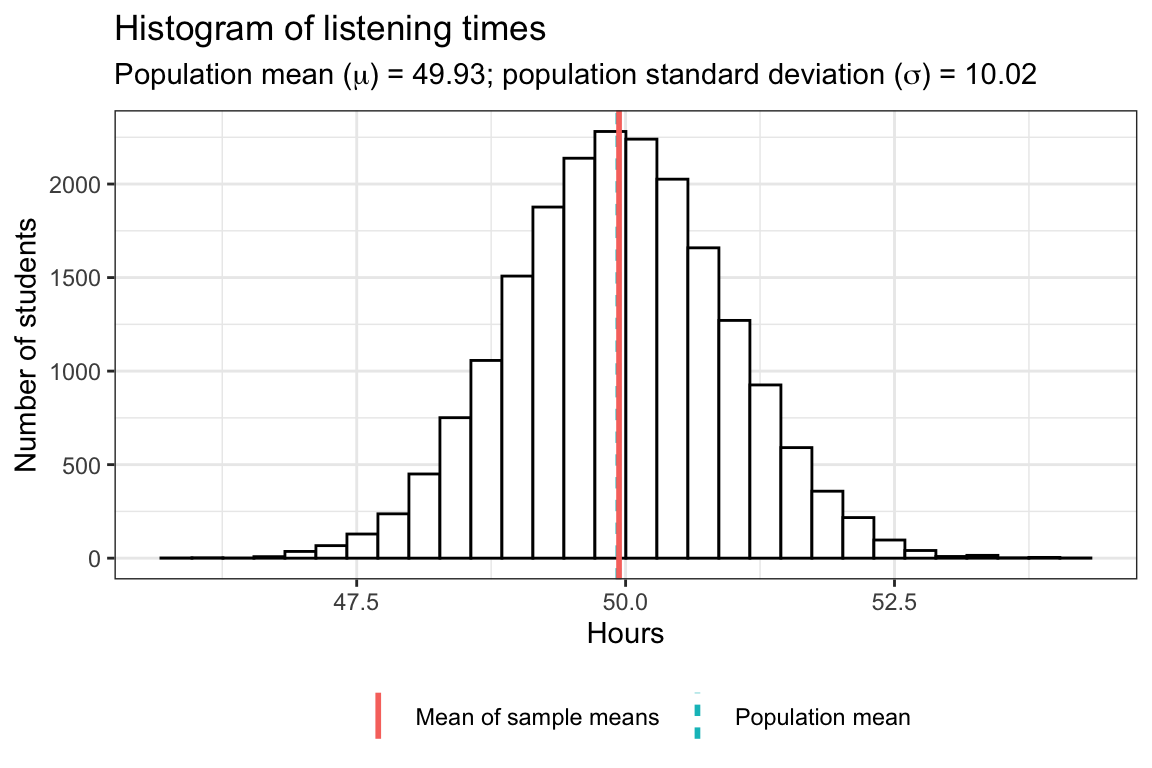 Histogram of listening times
Population mean (μ) = 49.93; population standard deviation (σ) = 10.02
Number of students
2000
1500
1000
500
0
47.5 50.0 52.5
Hours
Mean of sample means Population mean